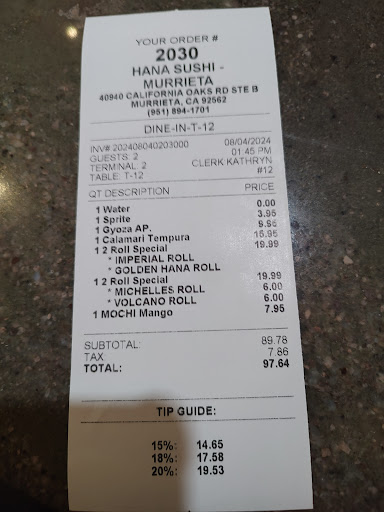 YOUR ORDER #
2030
HANA SUSHI -
MURRIETA
40940 CALIFORNIA OAKS RD STE B
MURRIETA, CA 92562
(951) 894-1701
DINE-IN-T-12
INV# 202408040203000 08/04/2024
GUESTS: 2 01:45 PM
TERMINAL: 2 CLERK KATHRYN
TABLE: T-12 #12
QT DESCRIPTION PRICE
1 Water 0.00
1 Sprite 3.95
1 Gyoza AP. 9.95
1 Calamari Tempura 15.95
1 2 Roll Special 19.99
* IMPERIAL ROLL
* GOLDEN HANA ROLL
1 2 Roll Special 19.99
* MICHELLES ROLL 6.00
* VOLCANO ROLL 6.00
1 MOCHI Mango 7.95
SUBTOTAL: 89.78
TAX: 7.86
TOTAL: 97.64
TIP GUIDE:
15%: 14.65
18%: 17.58
20%: 19.53